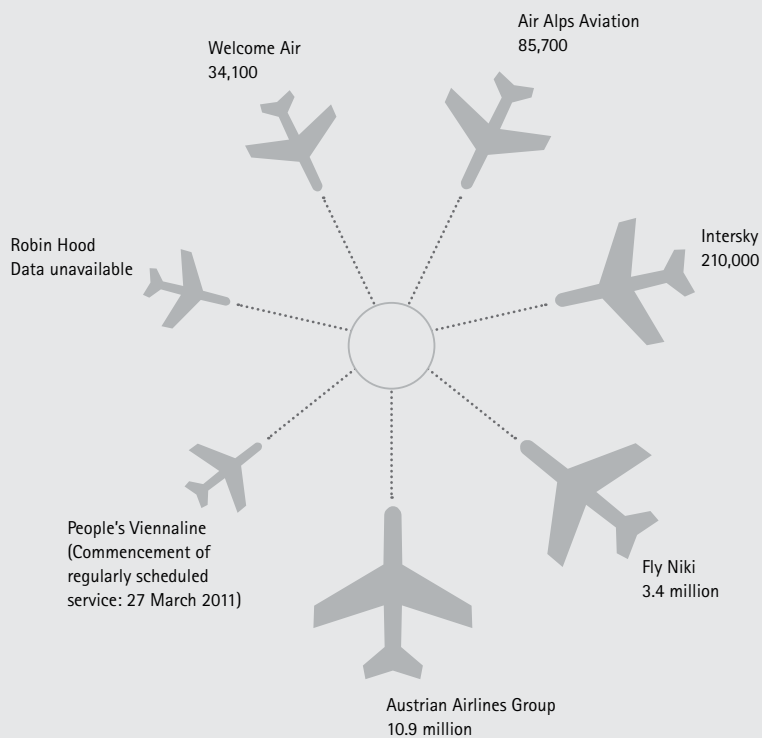 Air Alps Aviation
85,700
Welcome Air
34,100
Intersky
210,000
Robin Hood
Data unavailable
People's Viennaline
(Commencement of
regularly scheduled
service: 27 March 2011)
Fly Niki
3.4 million
Austrian Airlines Group
10.9 million